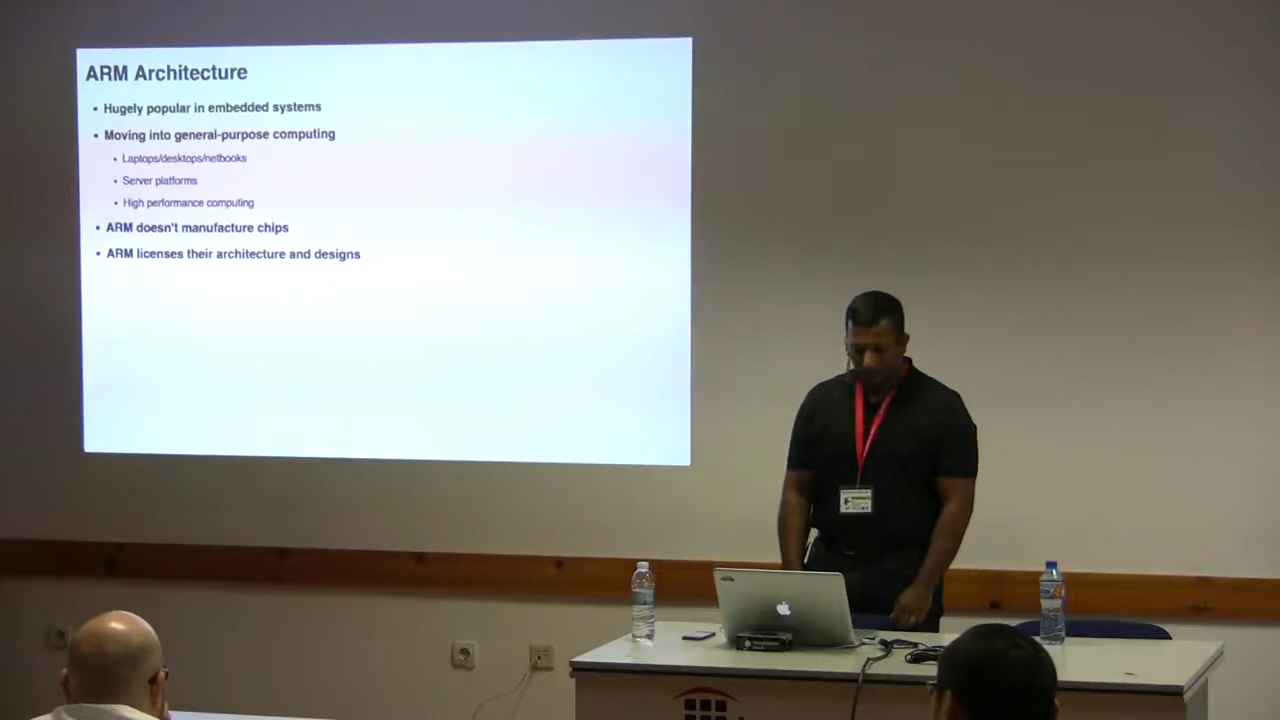 ARM Architecture
• Hugely popular in embedded systems
• Moving into general-purpose computing
• Laptops/desktops/netbooks
• Server platforms
• High performance computing
• ARM doesn't manufacture chips
• ARM licenses their architecture and designs